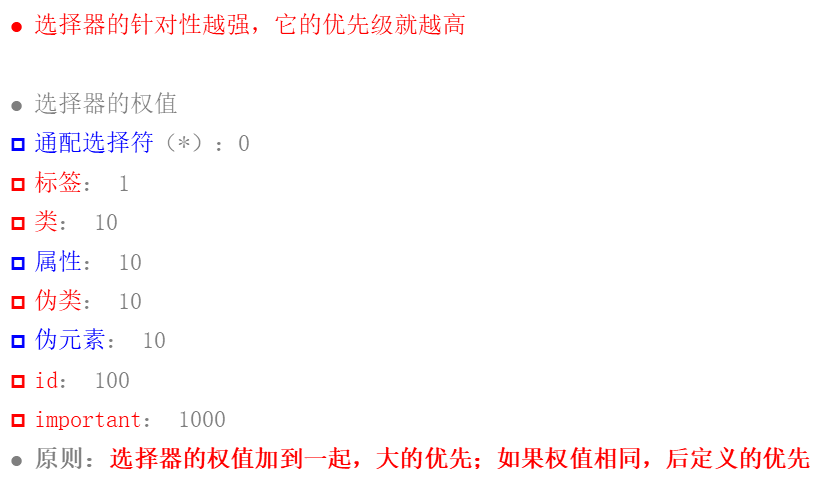 ● 选择器的针对性越强，它的优先级就越高
● 选择器的权值
通配选择符（*）：0
标签： 1
类： 10
属性： 10
伪类： 10
伪元素： 10
id： 100
important： 1000
● 原则：选择器的权值加到一起，大的优先；如果权值相同，后定义的优先